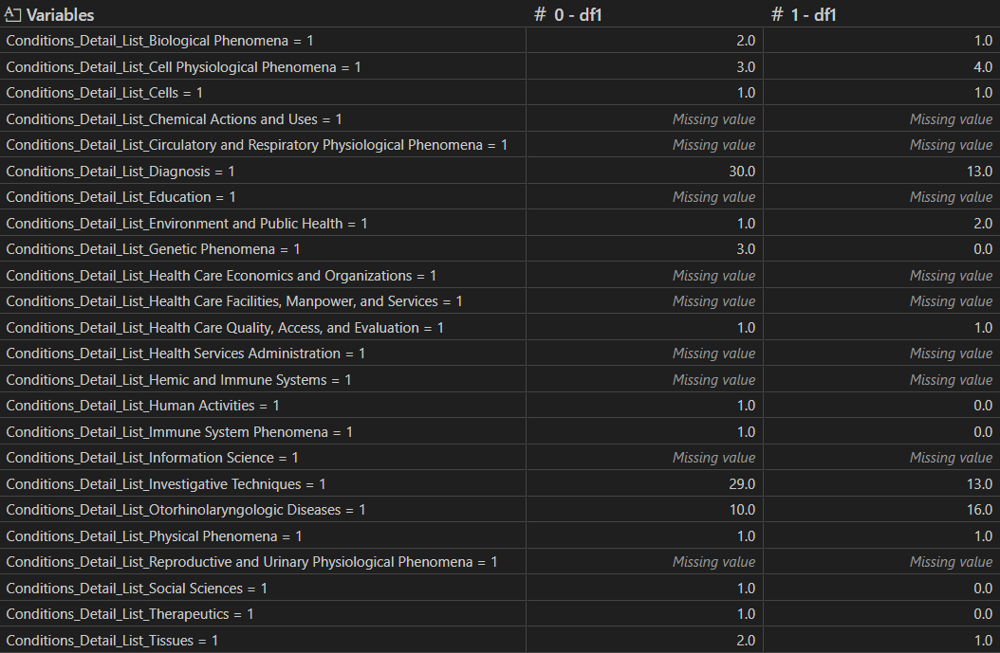 Variables # 0 - df1 # 1 - df1
Conditions_Detail_List_Biological Phenomena = 1 2.0 1.0
Conditions_Detail_List_Cell Physiological Phenomena = 1 3.0 4.0
Conditions_Detail_List_Cells = 1 1.0 1.0
Conditions_Detail_List_Chemical Actions and Uses = 1 Missing value Missing value
Conditions_Detail_List_Circulatory and Respiratory Physiological Phenomena = 1 Missing value Missing value
Conditions_Detail_List_Diagnosis = 1 30.0 13.0
Conditions_Detail_List_Education = 1 Missing value Missing value
Conditions_Detail_List_Environment and Public Health = 1 1.0 2.0
Conditions_Detail_List_Genetic Phenomena = 1 3.0 0.0
Conditions_Detail_List_Health Care Economics and Organizations = 1 Missing value Missing value
Conditions_Detail_List_Health Care Facilities, Manpower, and Services = 1 Missing value Missing value
Conditions_Detail_List_Health Care Quality, Access, and Evaluation = 1 1.0 1.0
Conditions_Detail_List_Health Services Administration = 1 Missing value Missing value
Conditions_Detail_List_Hemic and Immune Systems = 1 Missing value Missing value
Conditions_Detail_List_Human Activities = 1 1.0 0.0
Conditions_Detail_List_Immune System Phenomena = 1 1.0 0.0
Conditions_Detail_List_Information Science = 1 Missing value Missing value
Conditions_Detail_List_Investigative Techniques = 1 29.0 13.0
Conditions_Detail_List_Otorhinolaryngologic Diseases = 1 10.0 16.0
Conditions_Detail_List_Physical Phenomena = 1 1.0 1.0
Conditions_Detail_List_Reproductive and Urinary Physiological Phenomena = 1 Missing value Missing value
Conditions_Detail_List_Social Sciences = 1 1.0 0.0
Conditions_Detail_List_Therapeutics = 1 1.0 0.0
Conditions_Detail_List_Tissues = 1 2.0 1.0